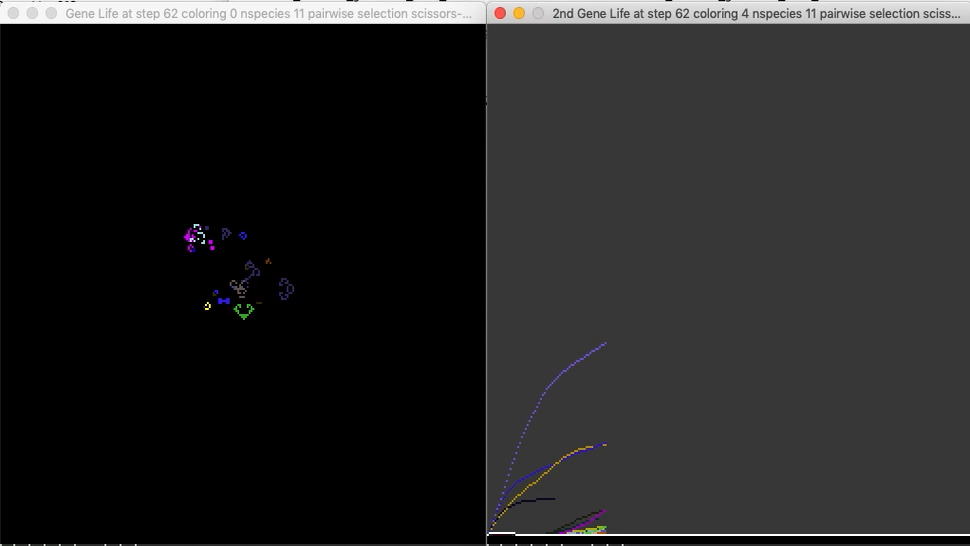 Gene Life at step 62 coloring 0 nspecies 11 pairwise selection scissors-...
2nd Gene Life at step 62 coloring 4 nspecies 11 pairwise selection sciss...